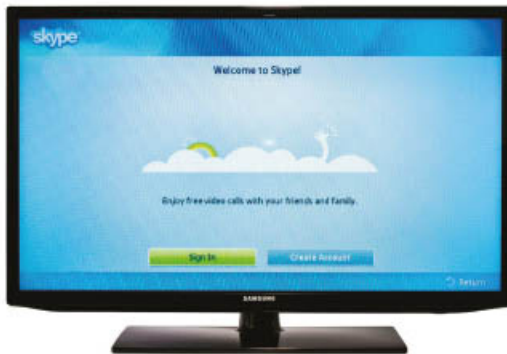 skype
Welcome to Skype!
Enjoy free video calls with your friends and family.
Sign In
Create Account
Return
SAMSUNG